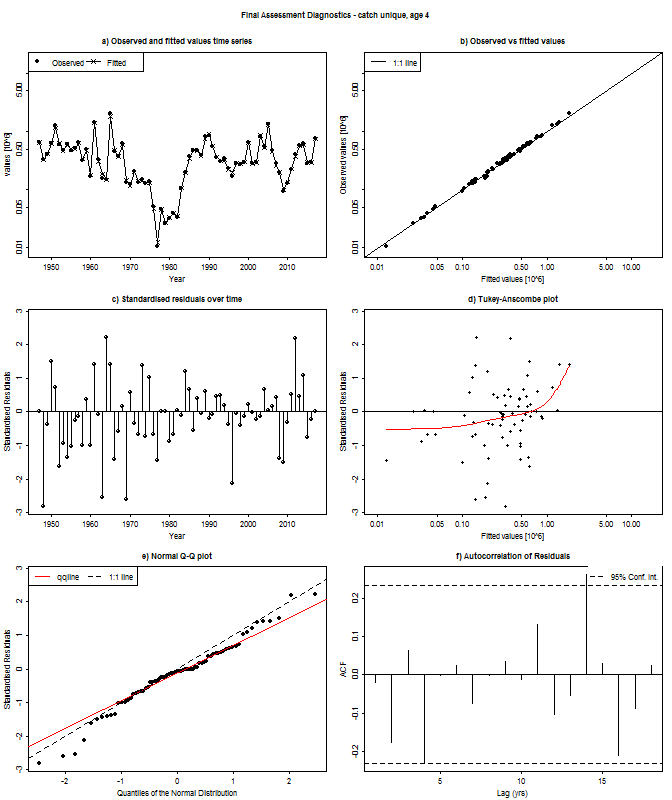 Final Assessment Diagnostics - catch unique, age 4
a) Observed and fitted values time series
Observed Fitted
values [10^6]
5.00
0.50
0.05
0.01
1950 1960 1970 1980 1990 2000 2010
Year
b) Observed vs fitted values
1:1 line
Observed values [10^6]
5.00
0.50
0.05
0.01
0.01 0.05 0.10 0.50 1.00 5.00 10.00
Fitted values [10^6]
c) Standardised residuals over time
Standardised Residuals
3
2
1
0
-1
-2
-3
1950 1960 1970 1980 1990 2000 2010
Year
d) Tukey-Anscombe plot
Standardised Residuals
3
2
1
0
-1
-2
-3
0.01 0.05 0.10 0.50 1.00 5.00 10.00
Fitted values [10^6]
e) Normal Q-Q plot
qqline 1:1 line
Standardised Residuals
3
2
1
0
-1
-2
-3
-2 -1 0 1 2
Quantiles of the Normal Distribution
f) Autocorrelation of Residuals
95% Conf. Int.
ACF
0.2
0.1
0.0
-0.1
-0.2
5 10 15
Lag (yrs)